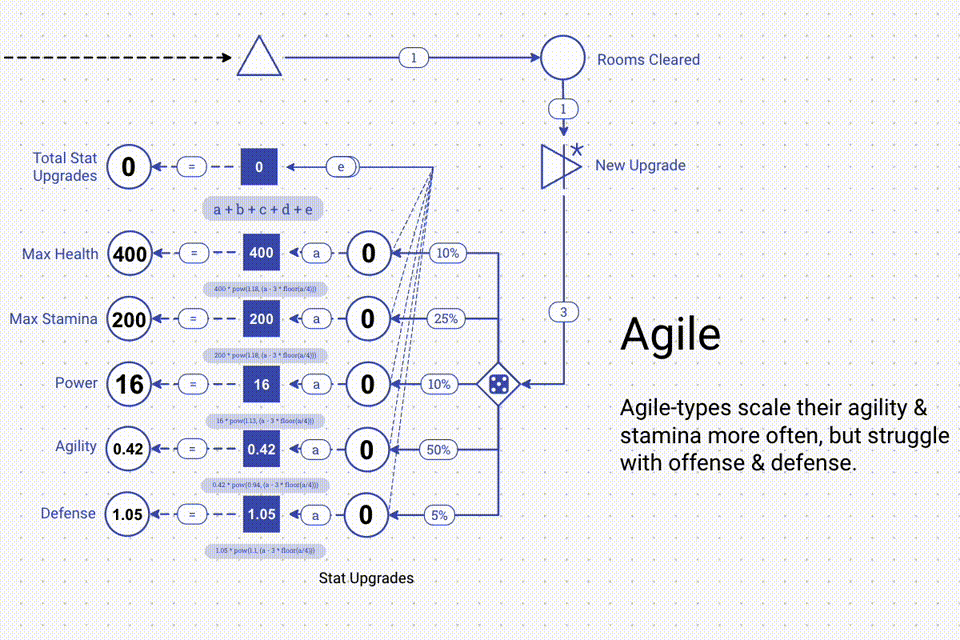 1
Rooms Cleared
1
Total Stat
Upgrades
0
=
0
e
New Upgrade
a + b + c + d + e
Max Health
400
=
400
a
0
10%
400 * pow(1.18, (a - 3 * floor(a/4)))
Max Stamina
200
=
200
a
0
25%
3
200 * pow(1.18, (a - 3 * floor(a/4)))
Agile
Power
16
=
16
a
0
10%
16 * pow(1.13, (a - 3 * floor(a/4)))
Agile-types scale their agility &
stamina more often, but struggle
with offense & defense.
Agility
0.42
=
0.42
a
0
50%
0.42 * pow(0.94, (a - 3 * floor(a/4)))
Defense
1.05
=
1.05
a
0
5%
1.05 * pow(1.1, (a - 3 * floor(a/4)))
Stat Upgrades